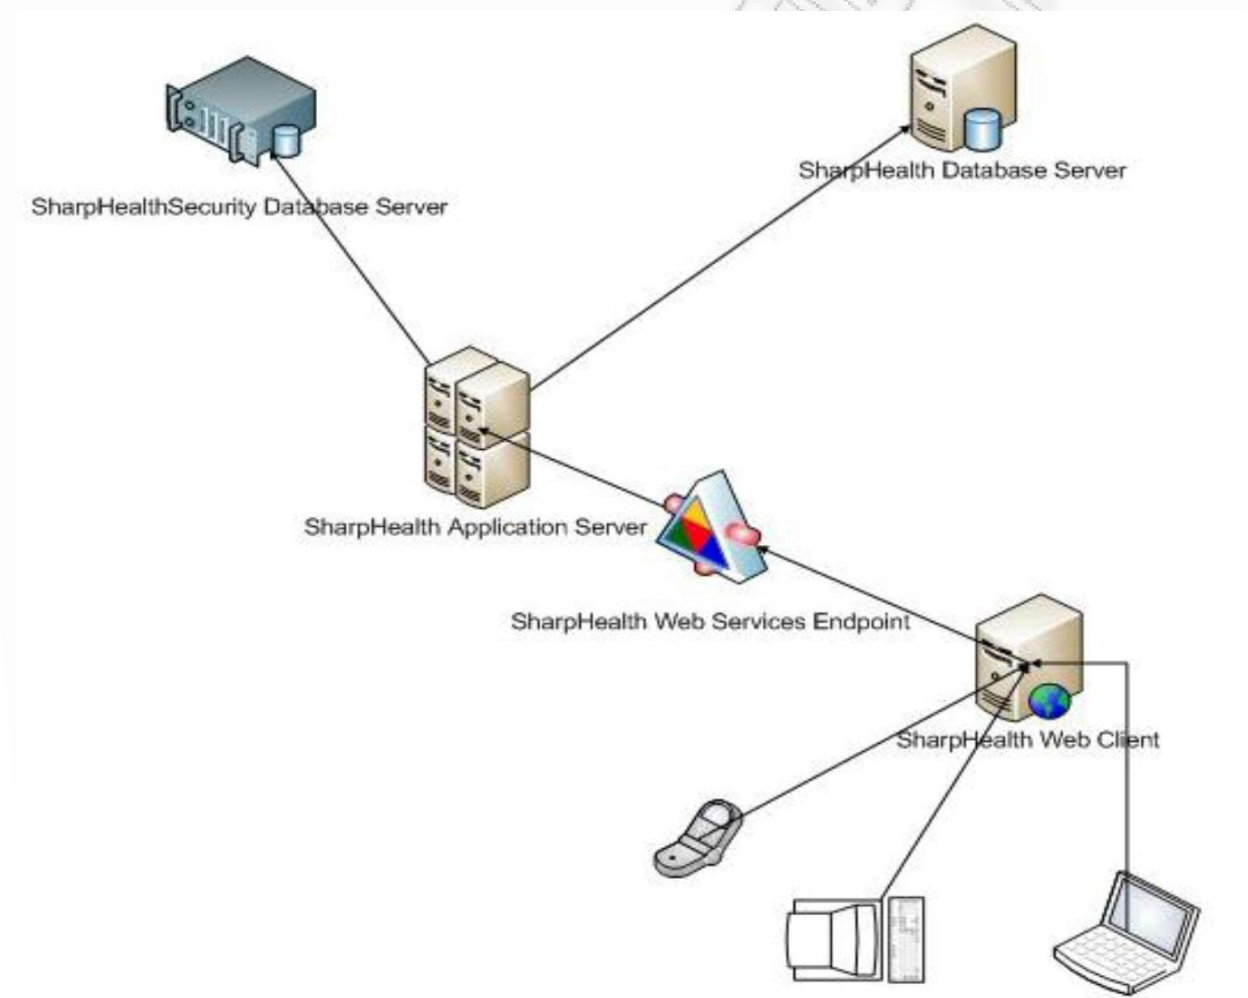 SharpHealth Database Server
SharpHealthSecurity Database Server
SharpHealth Application Server
SharpHealth Web Services Endpoint
SharpHealth Web Client